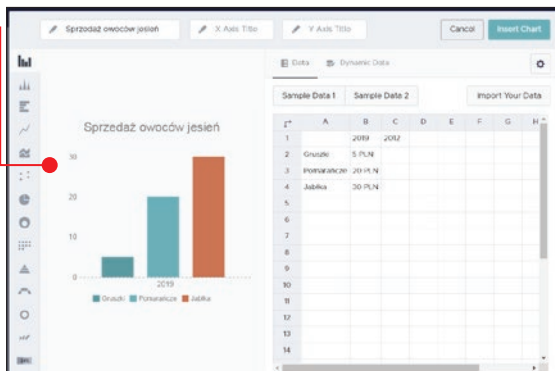 Sprzedaż owoców jesień
X Axis Title
Y Axis Title
Cancel
Insert Chart
Data
Dynamic Data
Sample Data 1
Sample Data 2
Import Your Data
A B C D E F G H
1 2019 2012
2 Gruszki 5 PLN
3 Pomarańcze 20 PLN
4 Jabłka 30 PLN
5
6
7
8
9
10
11
12
13
14
Sprzedaż owoców jesień
30
20
10
0
2019
Gruszki Pomarańcze Jabłka